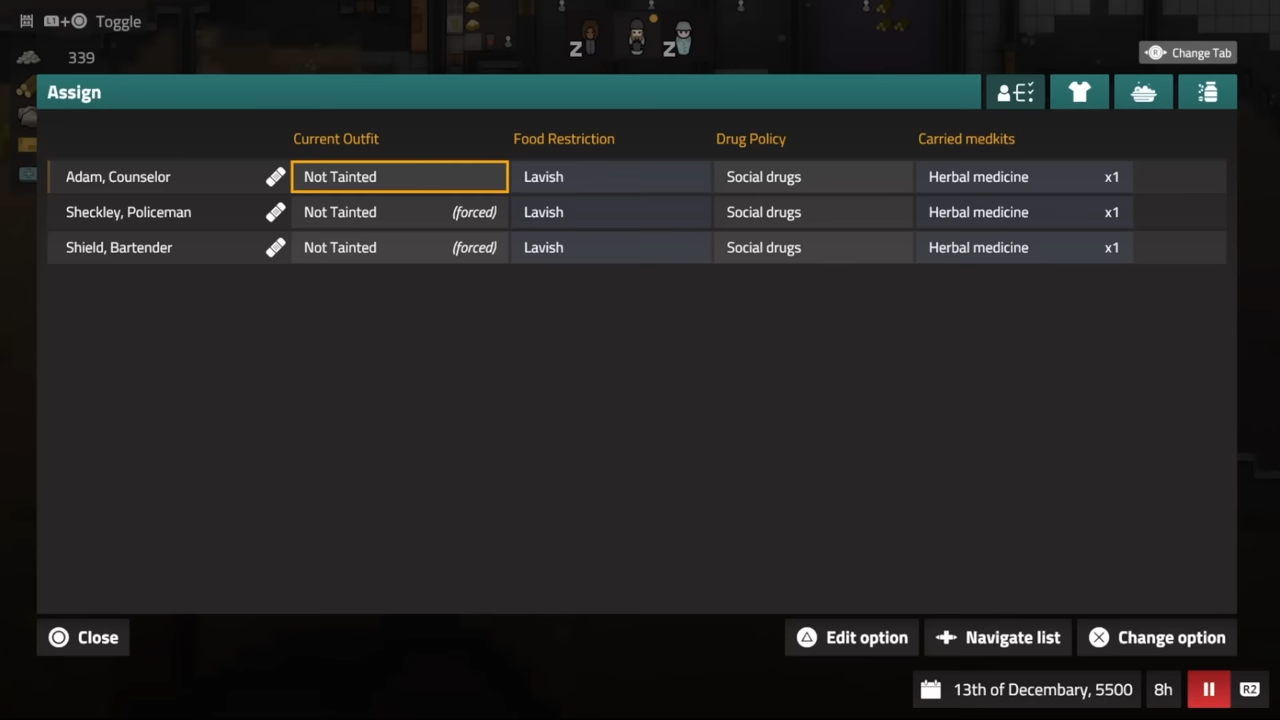 L1 + Toggle
339
Z Z
Change Tab
Assign
Current Outfit Food Restriction Drug Policy Carried medkits
Adam, Counselor Not Tainted Lavish Social drugs Herbal medicine x1
Sheckley, Policeman Not Tainted (forced) Lavish Social drugs Herbal medicine x1
Shield, Bartender Not Tainted (forced) Lavish Social drugs Herbal medicine x1
Close Edit option Navigate list Change option
13th of Decembary, 5500 8h R2